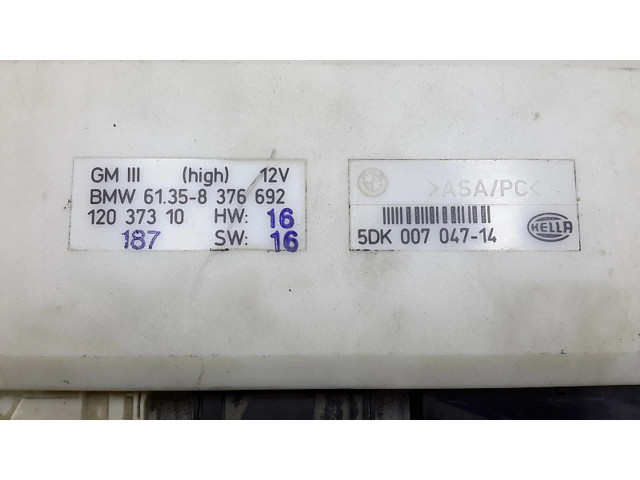 GM III (high) 12V
BMW 61.35-8 376 692
120 373 10 HW: 16
187 SW: 16
>ASA/PC<
5DK 007 047-14
HELLA